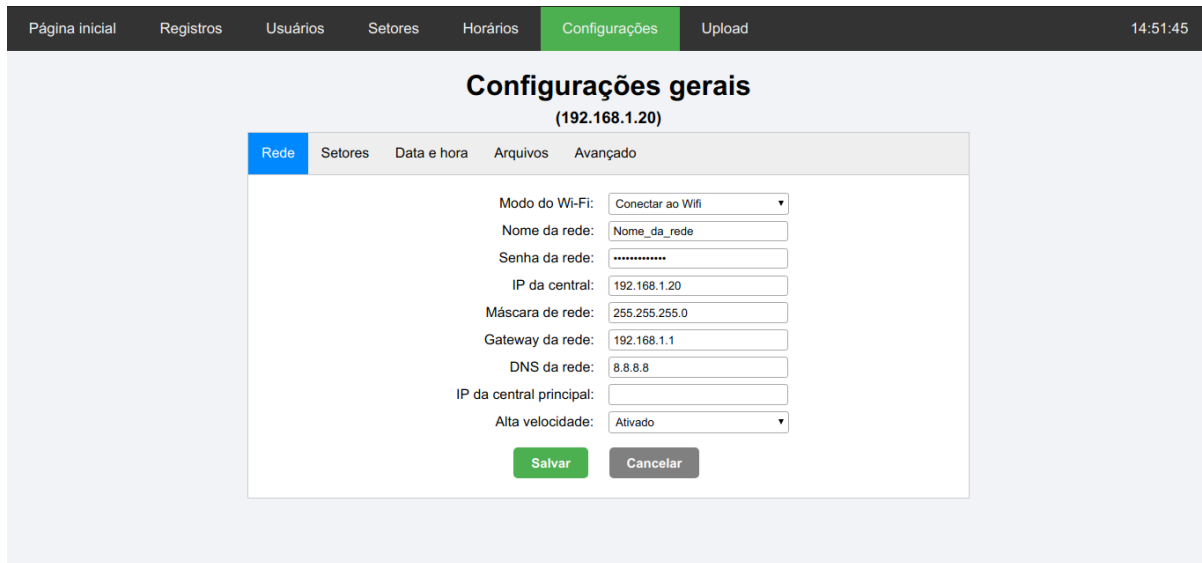 Página inicial Registros Usuários Setores Horários Configurações Upload 14:51:45
Configurações gerais
(192.168.1.20)
Rede Setores Data e hora Arquivos Avançado
Modo do Wi-Fi: Conectar ao Wifi
Nome da rede: Nome_da_rede
Senha da rede: •••••••••••••
IP da central: 192.168.1.20
Máscara de rede: 255.255.255.0
Gateway da rede: 192.168.1.1
DNS da rede: 8.8.8.8
IP da central principal:
Alta velocidade: Ativado
Salvar Cancelar